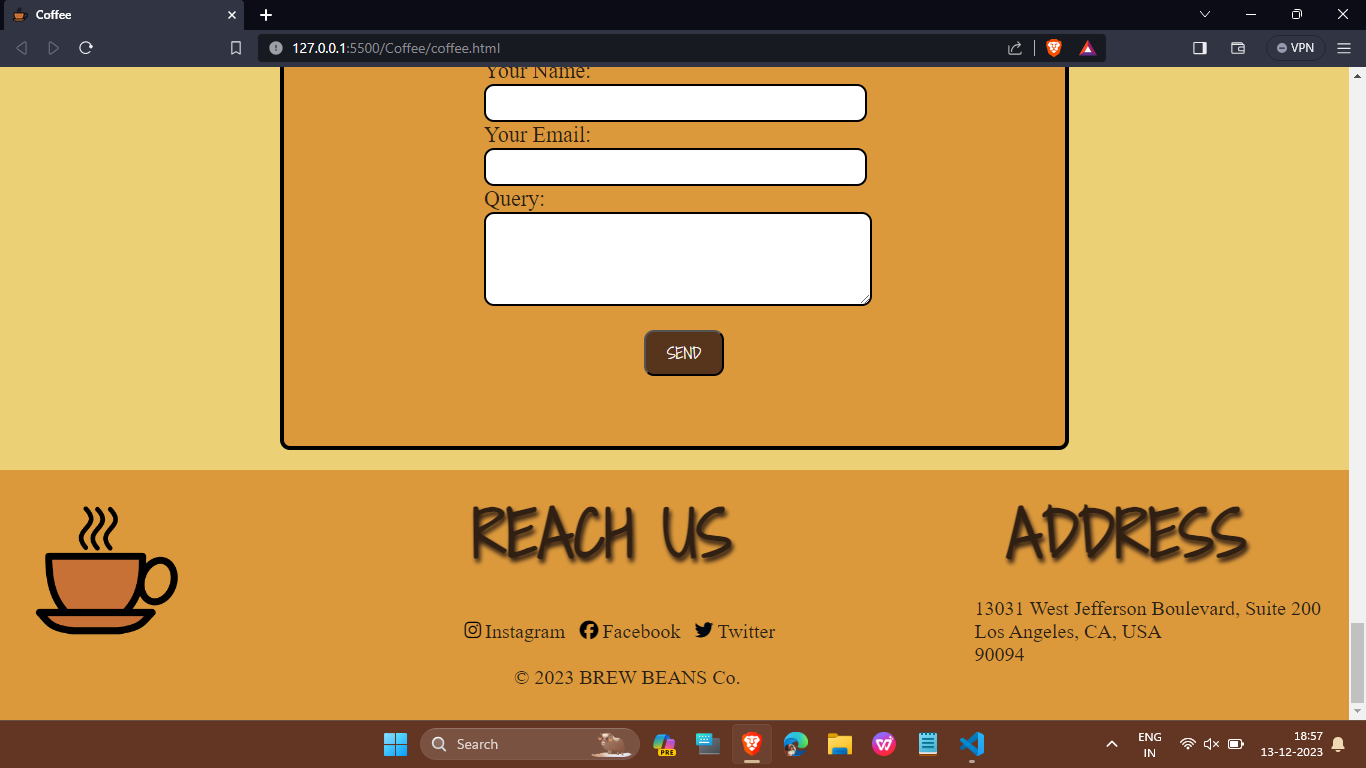 Coffee
127.0.0.1:5500/Coffee/coffee.html
VPN
Your Name:
Your Email:
Query:
SEND
REACH US
ADDRESS
Instagram Facebook Twitter
© 2023 BREW BEANS Co.
13031 West Jefferson Boulevard, Suite 200
Los Angeles, CA, USA
90094
Search
PRE
ENG
IN
18:57
13-12-2023